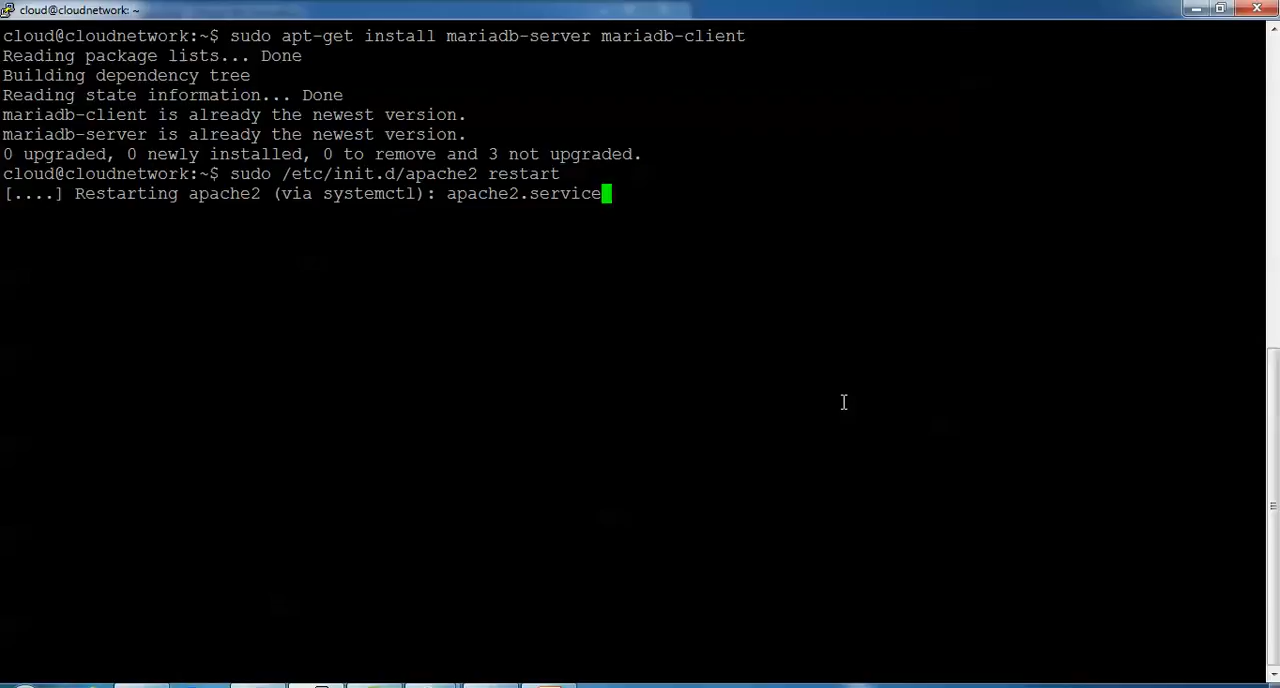 cloud@cloudnetwork: ~
cloud@cloudnetwork:~$ sudo apt-get install mariadb-server mariadb-client
Reading package lists... Done
Building dependency tree
Reading state information... Done
mariadb-client is already the newest version.
mariadb-server is already the newest version.
0 upgraded, 0 newly installed, 0 to remove and 3 not upgraded.
cloud@cloudnetwork:~$ sudo /etc/init.d/apache2 restart
[....] Restarting apache2 (via systemctl): apache2.service